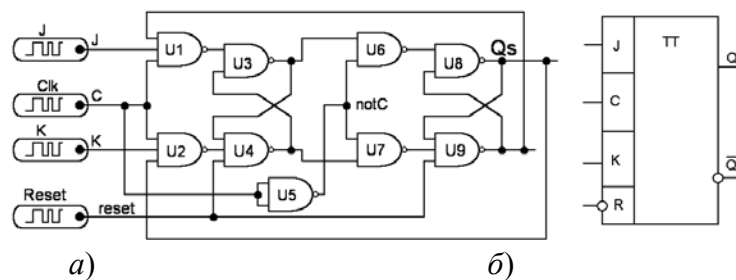 J
J
Clk
C
K
K
Reset
reset
U1
U2
U3
U4
U5
notC
U6
U7
U8
U9
Qs
J
C
K
R
TT
Q
Q
а)
б)